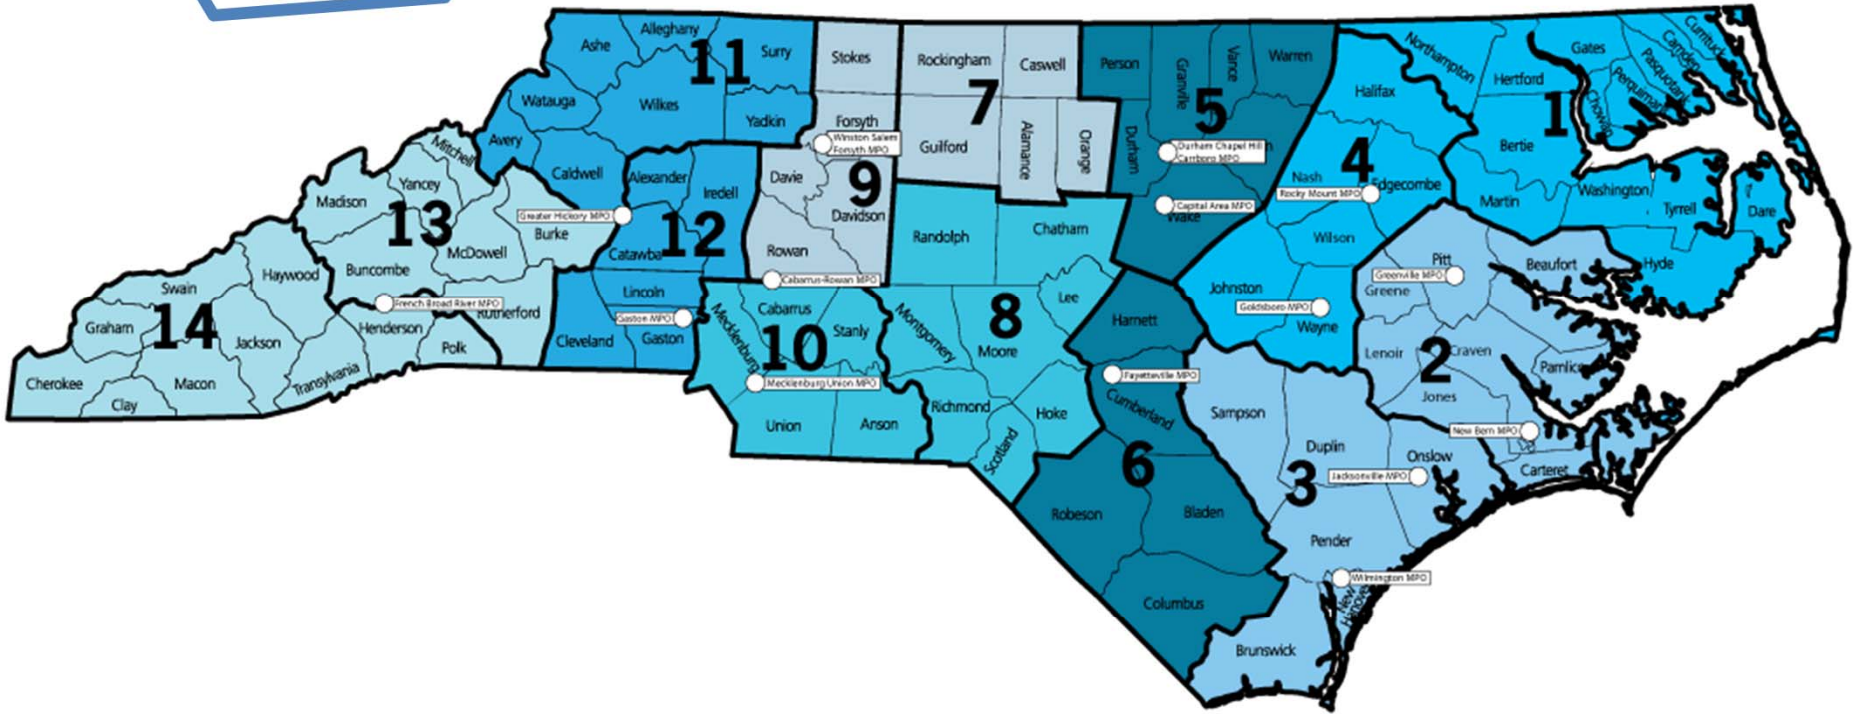 Ashe
Alleghany
11
Surry
Watauga
Wilkes
Yadkin
Avery
Caldwell
Stokes
Forsyth
Winston Salem
Forsyth MPO
Davie
9
Davidson
Rowan
Cabarrus-Rowan MPO
Rockingham
Caswell
7
Guilford
Alamance
Orange
Person
Granville
Vance
Warren
5
Durham
Durham Chapel Hill
Carrboro MPO
Capital Area MPO
Wake
Halifax
4
Nash
Edgecombe
Rocky Mount MPO
Wilson
Johnston
Goldsboro MPO
Wayne
Northampton
Hertford
Gates
Currituck
Camden
Pasquotank
Perquimans
Chowan
1
Bertie
Martin
Washington
Tyrrell
Dare
Hyde
Mitchell
Yancey
Madison
13
McDowell
Burke
Buncombe
Rutherford
French Broad River MPO
Greater Hickory MPO
Alexander
Iredell
12
Catawba
Lincoln
Gaston MPO
Cleveland
Gaston
Haywood
Swain
Graham
14
Jackson
Henderson
Polk
Transylvania
Cherokee
Macon
Clay
Mecklenburg
Cabarrus
10
Stanly
Mecklenburg Union MPO
Union
Anson
Randolph
Chatham
Lee
8
Montgomery
Moore
Richmond
Hoke
Scotland
Harnett
Fayetteville MPO
Cumberland
6
Robeson
Bladen
Columbus
Pitt
Greenville MPO
Greene
Beaufort
Lenoir
2
Craven
Pamlico
Jones
New Bern MPO
Carteret
Sampson
Duplin
Onslow
3
Jacksonville MPO
Pender
Wilmington MPO
New
Hanover
Brunswick